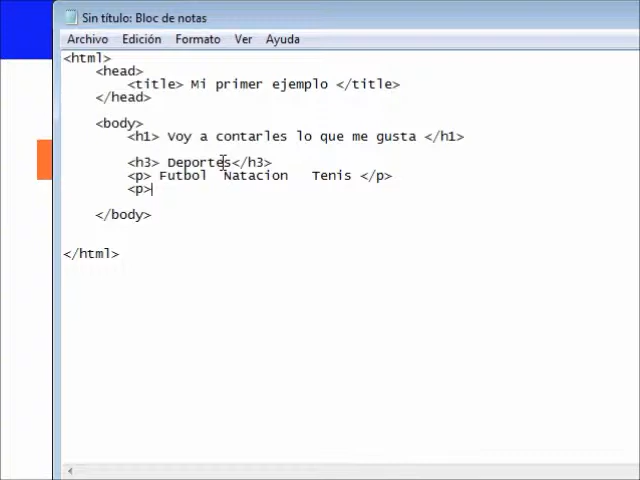 Sin título: Bloc de notas
Archivo Edición Formato Ver Ayuda
<html>
<head>
<title> Mi primer ejemplo </title>
</head>
<body>
<h1> Voy a contarles lo que me gusta </h1>
<h3> Deportes</h3>
<p> Futbol Natacion Tenis </p>
<p>
</body>
</html>